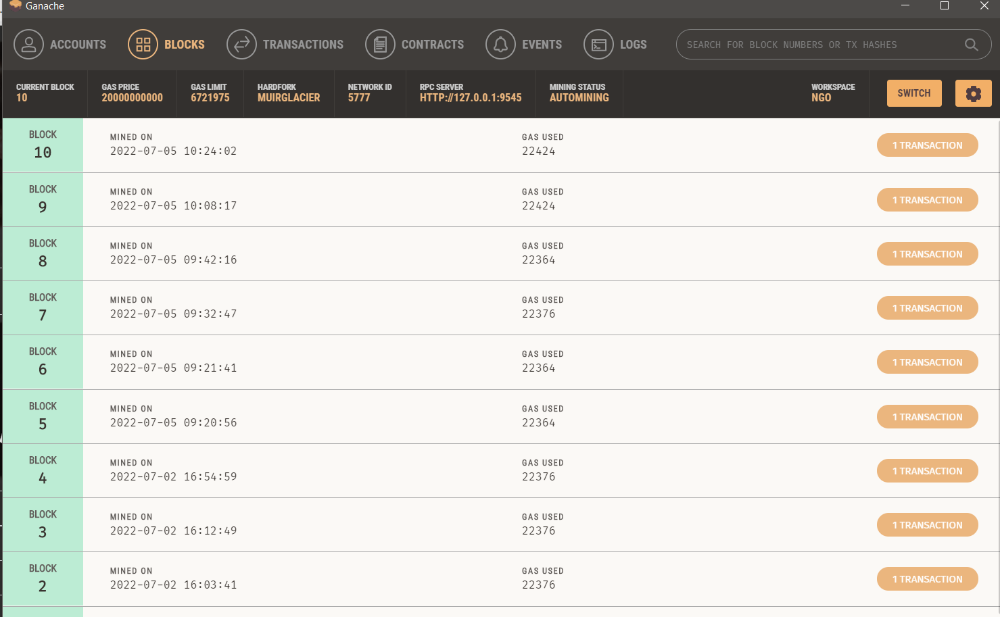 Ganache
ACCOUNTS BLOCKS TRANSACTIONS CONTRACTS EVENTS LOGS SEARCH FOR BLOCK NUMBERS OR TX HASHES
CURRENT BLOCK GAS PRICE GAS LIMIT HARDFORK NETWORK ID RPC SERVER MINING STATUS WORKSPACE
10 20000000000 6721975 MUIRGLACIER 5777 HTTP://127.0.0.1:9545 AUTOMINING NGO SWITCH
BLOCK MINED ON GAS USED
10 2022-07-05 10:24:02 22424 1 TRANSACTION
BLOCK MINED ON GAS USED
9 2022-07-05 10:08:17 22424 1 TRANSACTION
BLOCK MINED ON GAS USED
8 2022-07-05 09:42:16 22364 1 TRANSACTION
BLOCK MINED ON GAS USED
7 2022-07-05 09:32:47 22376 1 TRANSACTION
BLOCK MINED ON GAS USED
6 2022-07-05 09:21:41 22364 1 TRANSACTION
BLOCK MINED ON GAS USED
5 2022-07-05 09:20:56 22364 1 TRANSACTION
BLOCK MINED ON GAS USED
4 2022-07-02 16:54:59 22376 1 TRANSACTION
BLOCK MINED ON GAS USED
3 2022-07-02 16:12:49 22376 1 TRANSACTION
BLOCK MINED ON GAS USED
2 2022-07-02 16:03:41 22376 1 TRANSACTION